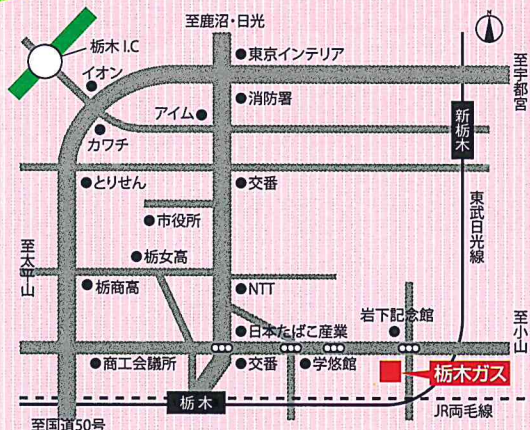 至鹿沼・日光
栃木 I.C
東京インテリア
イオン
至宇都宮
消防署
アイム
カワチ
新栃木
とりせん
交番
市役所
東武日光線
至太平山
栃女高
栃商高
NTT
岩下記念館
至小山
日本たばこ産業
商工会議所
交番
学悠館
栃木ガス
栃木
JR両毛線
至国道50号